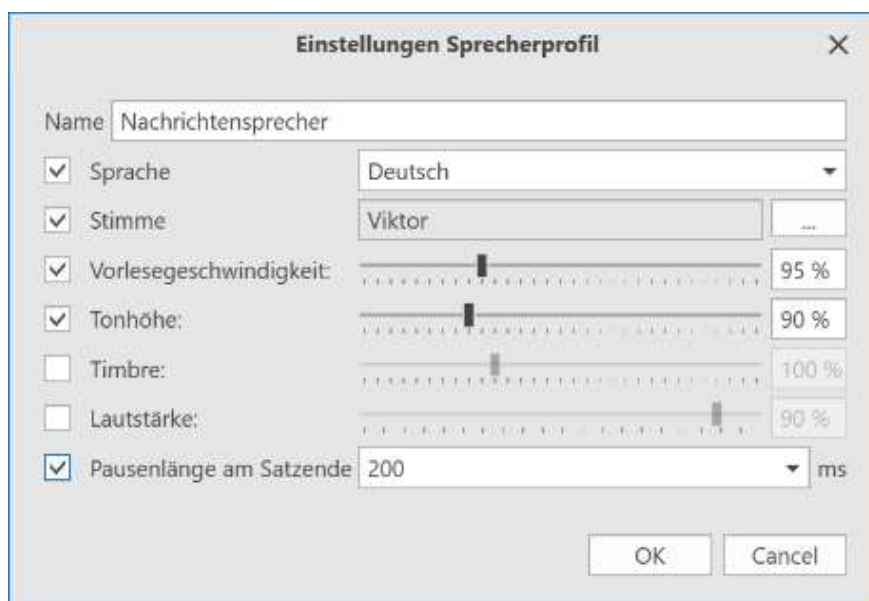 Einstellungen Sprecherprofil
Name Nachrichtensprecher
Sprache Deutsch
Stimme Viktor ...
Vorlesegeschwindigkeit: 95 %
Tonhöhe: 90 %
Timbre: 100 %
Lautstärke: 90 %
Pausenlänge am Satzende 200 ms
OK Cancel